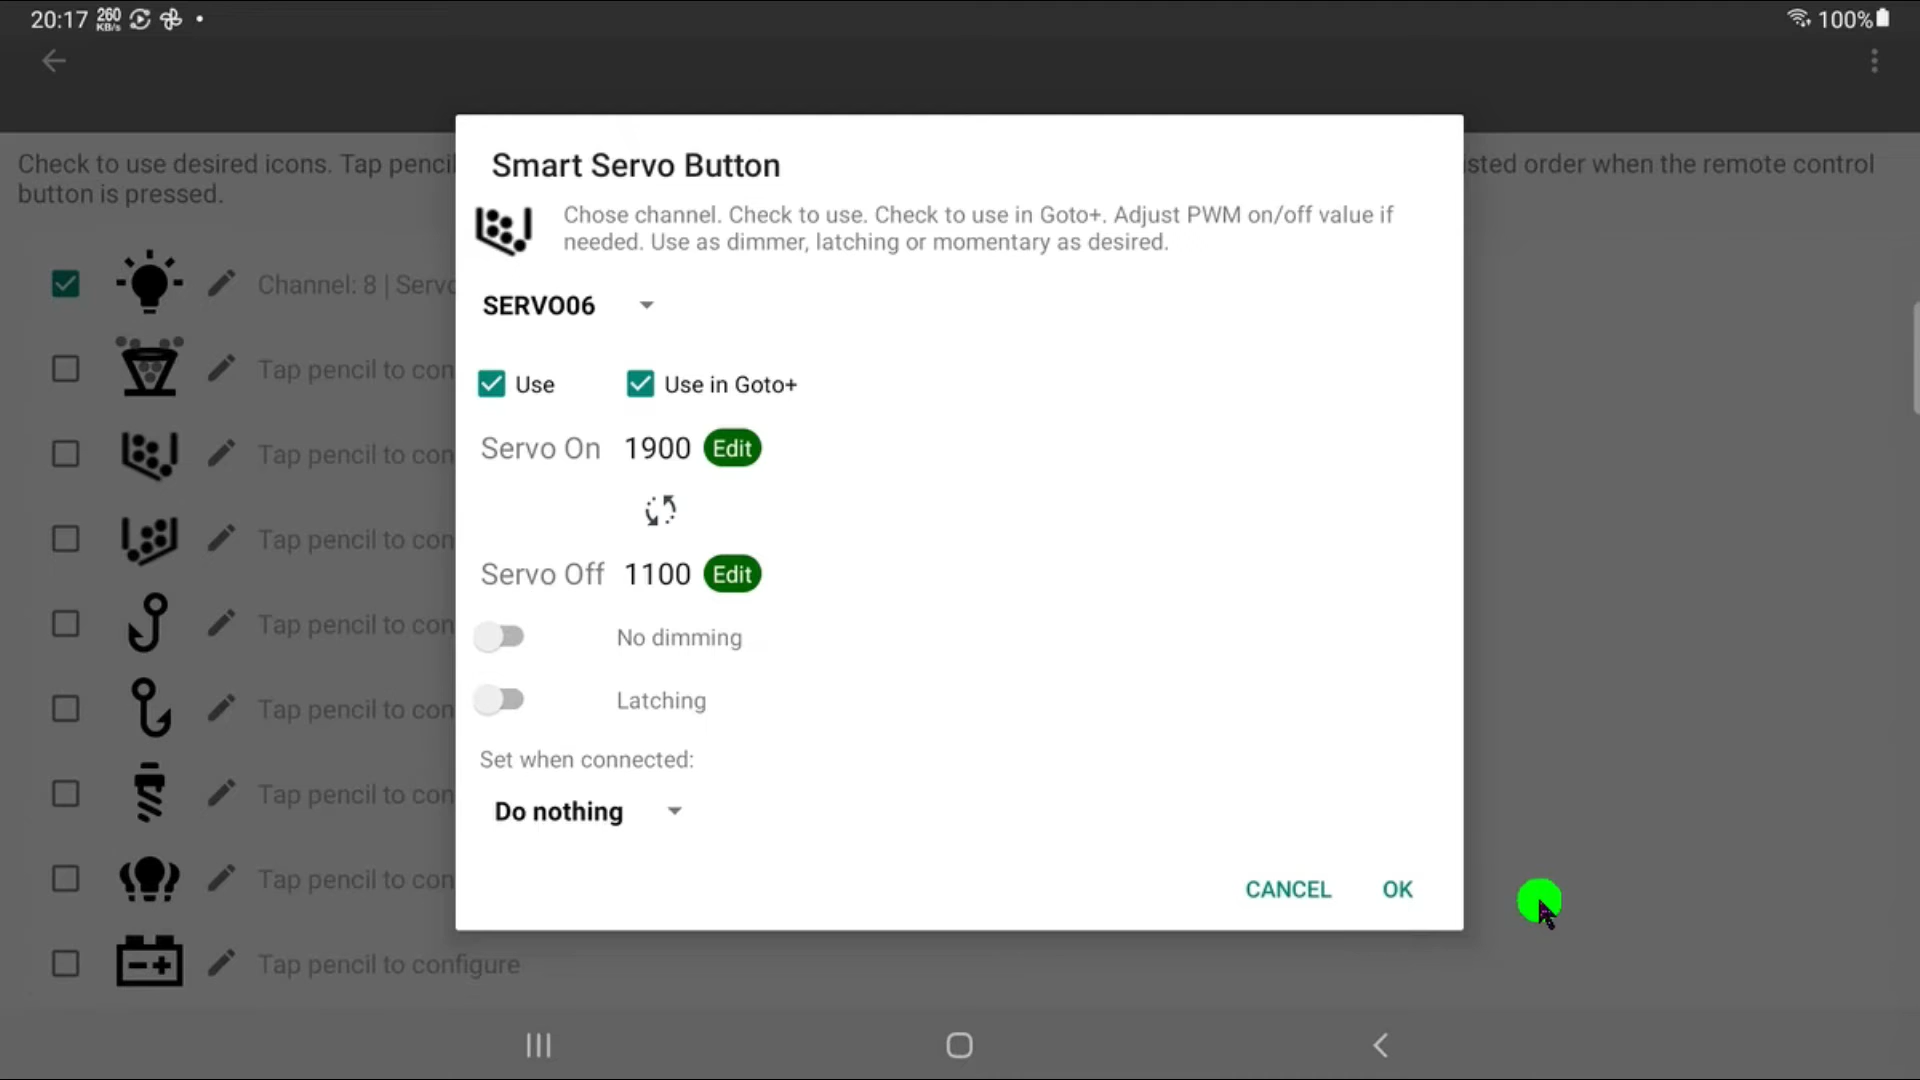 20:17 260 KB/s
100%
Check to use desired icons. Tap pencil
isted order when the remote control
button is pressed.
Smart Servo Button
Chose channel. Check to use. Check to use in Goto+. Adjust PWM on/off value if
needed. Use as dimmer, latching or momentary as desired.
Channel: 8 | Servo
SERVO06
Tap pencil to con
Use Use in Goto+
Tap pencil to con
Servo On 1900 Edit
Tap pencil to con
Servo Off 1100 Edit
Tap pencil to con
No dimming
Tap pencil to con
Latching
Set when connected:
Tap pencil to con
Do nothing
Tap pencil to con
CANCEL OK
Tap pencil to configure